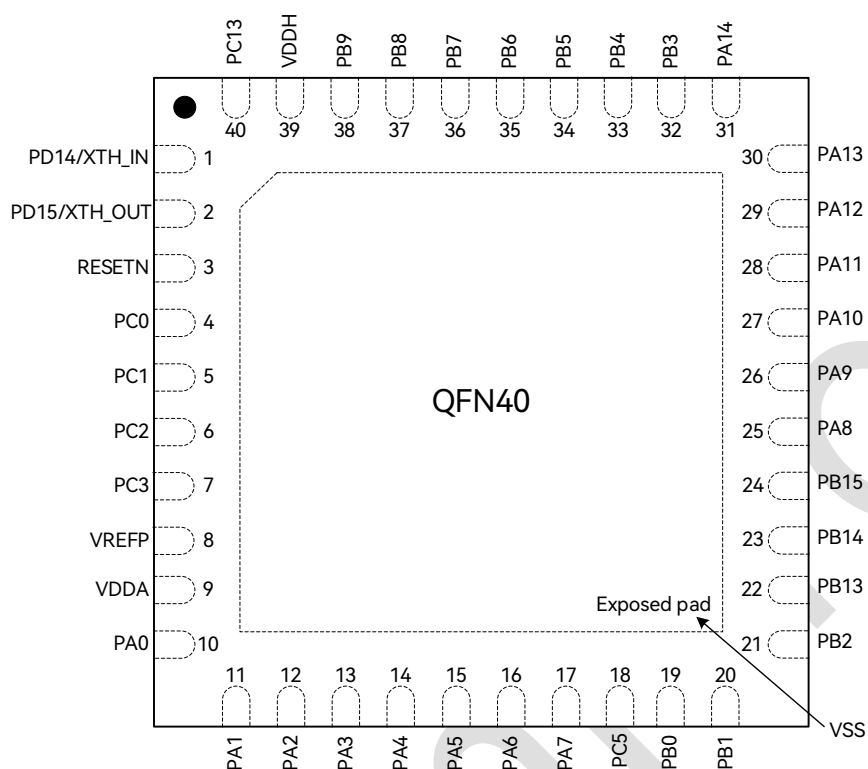 PC13
VDDH
PB9
PB8
PB7
PB6
PB5
PB4
PB3
PA14
40
39
38
37
36
35
34
33
32
31
PD14/XTH_IN 1
PD15/XTH_OUT 2
RESETN 3
PC0 4
PC1 5
PC2 6
PC3 7
VREFP 8
VDDA 9
PA0 10
QFN40
30 PA13
29 PA12
28 PA11
27 PA10
26 PA9
25 PA8
24 PB15
23 PB14
22 PB13
21 PB2
Exposed pad
VSS
11
12
13
14
15
16
17
18
19
20
PA1
PA2
PA3
PA4
PA5
PA6
PA7
PC5
PB0
PB1